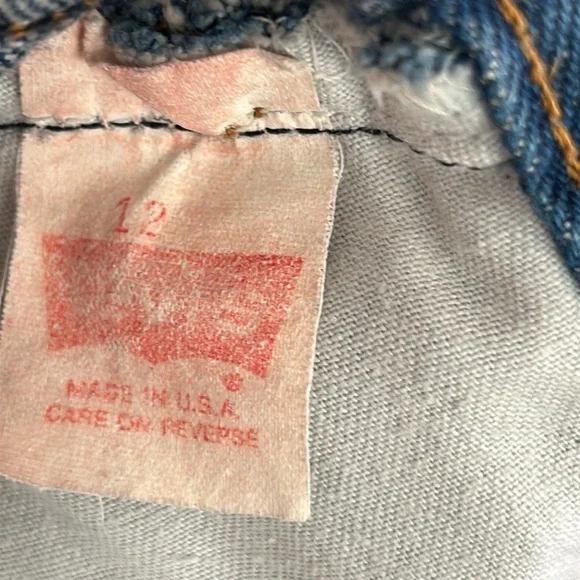 12
®
MADE IN U.S.A.
CARE ON REVERSE